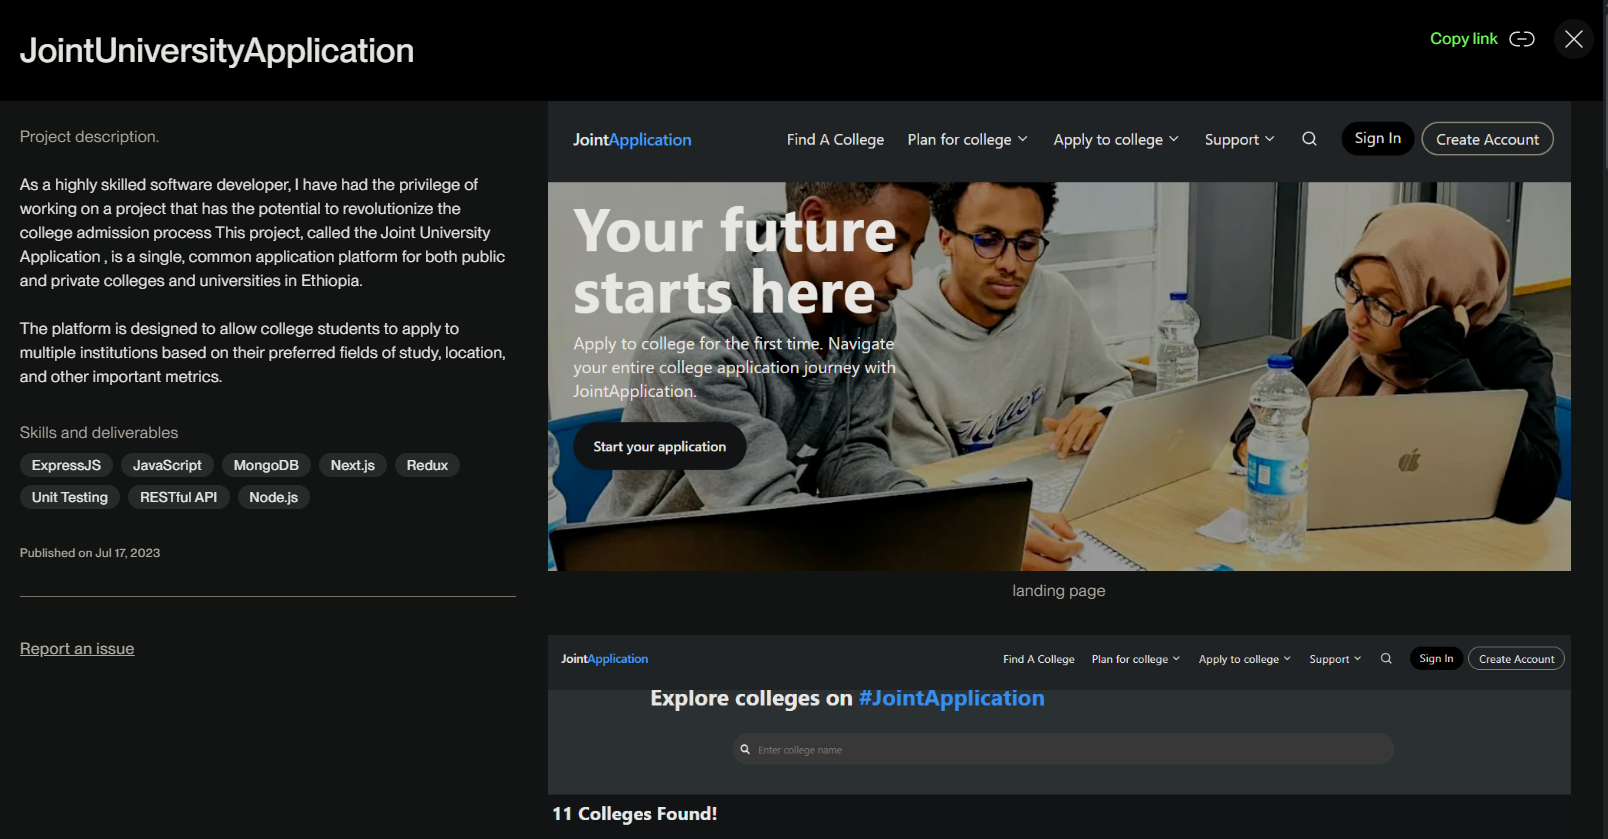 JointUniversityApplication
Copy link
Project description.
As a highly skilled software developer, I have had the privilege of
working on a project that has the potential to revolutionize the
college admission process This project, called the Joint University
Application , is a single, common application platform for both public
and private colleges and universities in Ethiopia.
The platform is designed to allow college students to apply to
multiple institutions based on their preferred fields of study, location,
and other important metrics.
Skills and deliverables
ExpressJS JavaScript MongoDB Next.js Redux
Unit Testing RESTful API Node.js
Published on Jul 17, 2023
Report an issue
JointApplication Find A College Plan for college Apply to college Support Sign In Create Account
Your future
starts here
Apply to college for the first time. Navigate
your entire college application journey with
JointApplication.
Start your application
landing page
JointApplication Find A College Plan for college Apply to college Support Sign In Create Account
Explore colleges on #JointApplication
Enter college name
11 Colleges Found!